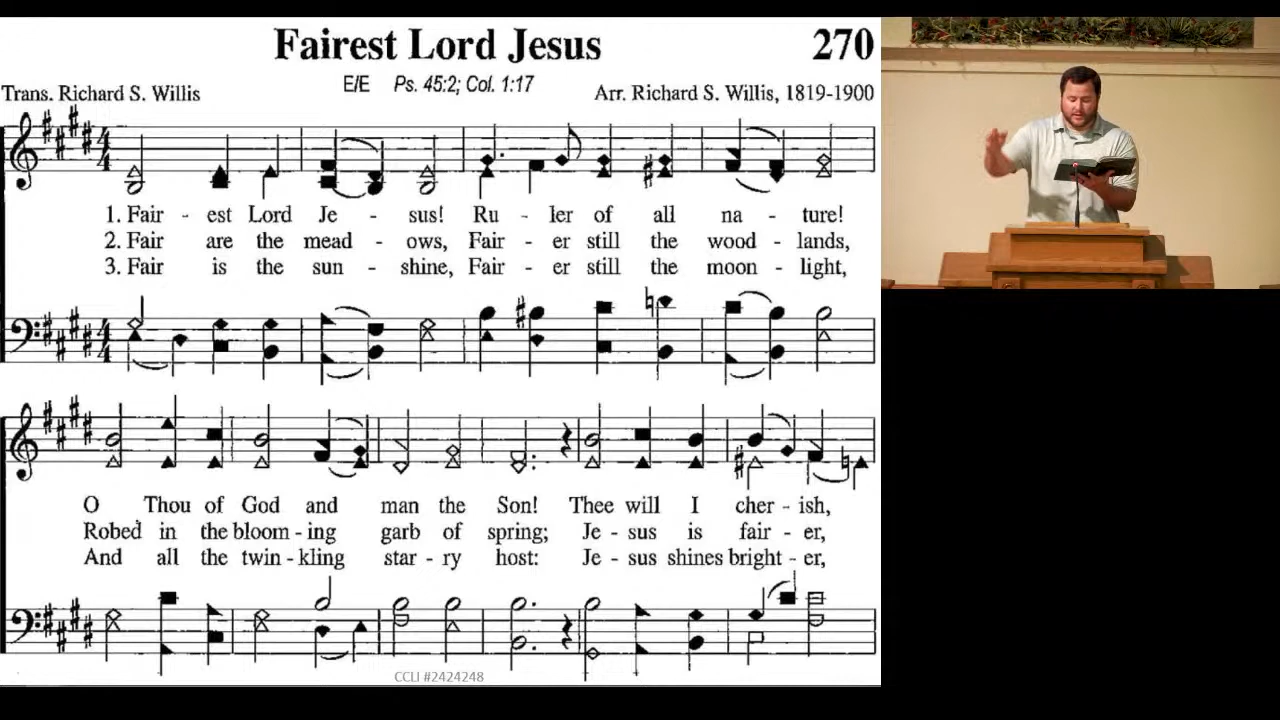 Fairest Lord Jesus 270
E/E Ps. 45:2; Col. 1:17
Trans. Richard S. Willis Arr. Richard S. Willis, 1819-1900
1. Fair - est Lord Je - sus! Ru - ler of all na - ture!
2. Fair are the mead - ows, Fair - er still the wood - lands,
3. Fair is the sun - shine, Fair - er still the moon - light,
O Thou of God and man the Son! Thee will I cher - ish,
Robed in the bloom - ing garb of spring; Je - sus is fair - er,
And all the twin - kling star - ry host: Je - sus shines bright - er,
CCLI #2424248